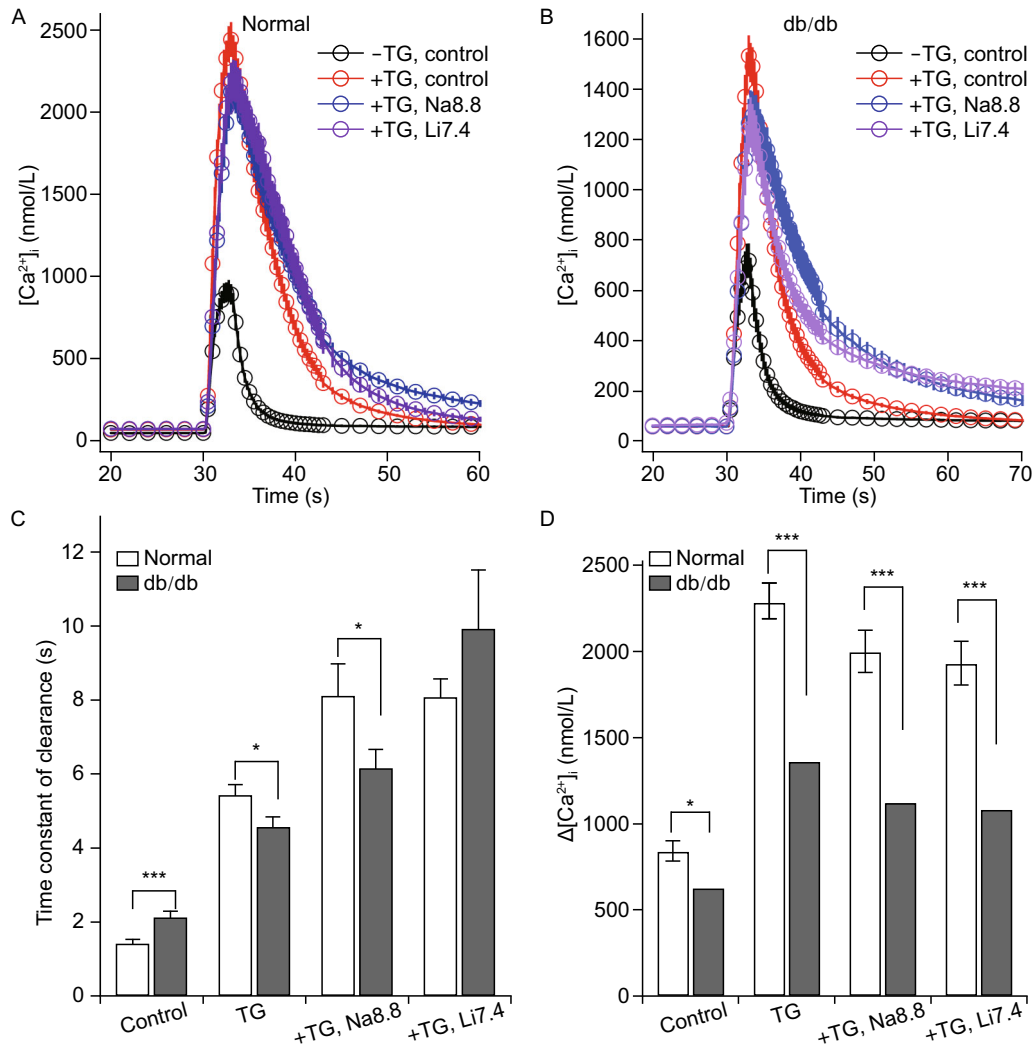 A
Normal
−TG, control
+TG, control
+TG, Na8.8
+TG, Li7.4
2500
2000
1500
1000
500
0
[Ca²⁺]ᵢ (nmol/L)
20 30 40 50 60
Time (s)
B
db/db
−TG, control
+TG, control
+TG, Na8.8
+TG, Li7.4
1600
1400
1200
1000
800
600
400
200
0
[Ca²⁺]ᵢ (nmol/L)
20 30 40 50 60 70
Time (s)
C
Normal
db/db
12
10
8
6
4
2
0
Time constant of clearance (s)
***
*
*
Control TG +TG, Na8.8 +TG, Li7.4
D
Normal
db/db
2500
2000
1500
1000
500
0
Δ[Ca²⁺]ᵢ (nmol/L)
*
***
***
***
Control TG +TG, Na8.8 +TG, Li7.4